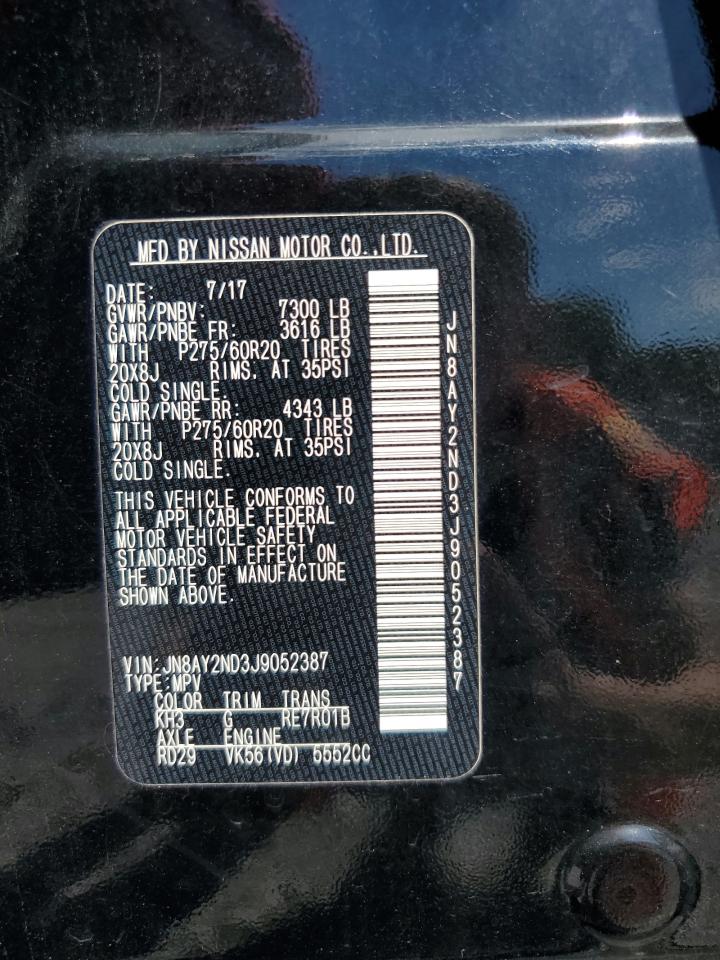 MFD BY NISSAN MOTOR CO.,LTD.
DATE: 7/17
GVWR/PNBV: 7300 LB
GAWR/PNBE FR: 3616 LB
WITH P275/60R20 TIRES
20X8J RIMS. AT 35PSI
COLD SINGLE.
GAWR/PNBE RR: 4343 LB
WITH P275/60R20 TIRES
20X8J RIMS. AT 35PSI
COLD SINGLE.
THIS VEHICLE CONFORMS TO
ALL APPLICABLE FEDERAL
MOTOR VEHICLE SAFETY
STANDARDS IN EFFECT ON
THE DATE OF MANUFACTURE
SHOWN ABOVE.
VIN:JN8AY2ND3J9052387
TYPE:MPV
COLOR TRIM TRANS
KH3 G RE7R01B
AXLE ENGINE
RD29 VK56(VD) 5552CC
JN8AY2ND3J9052387